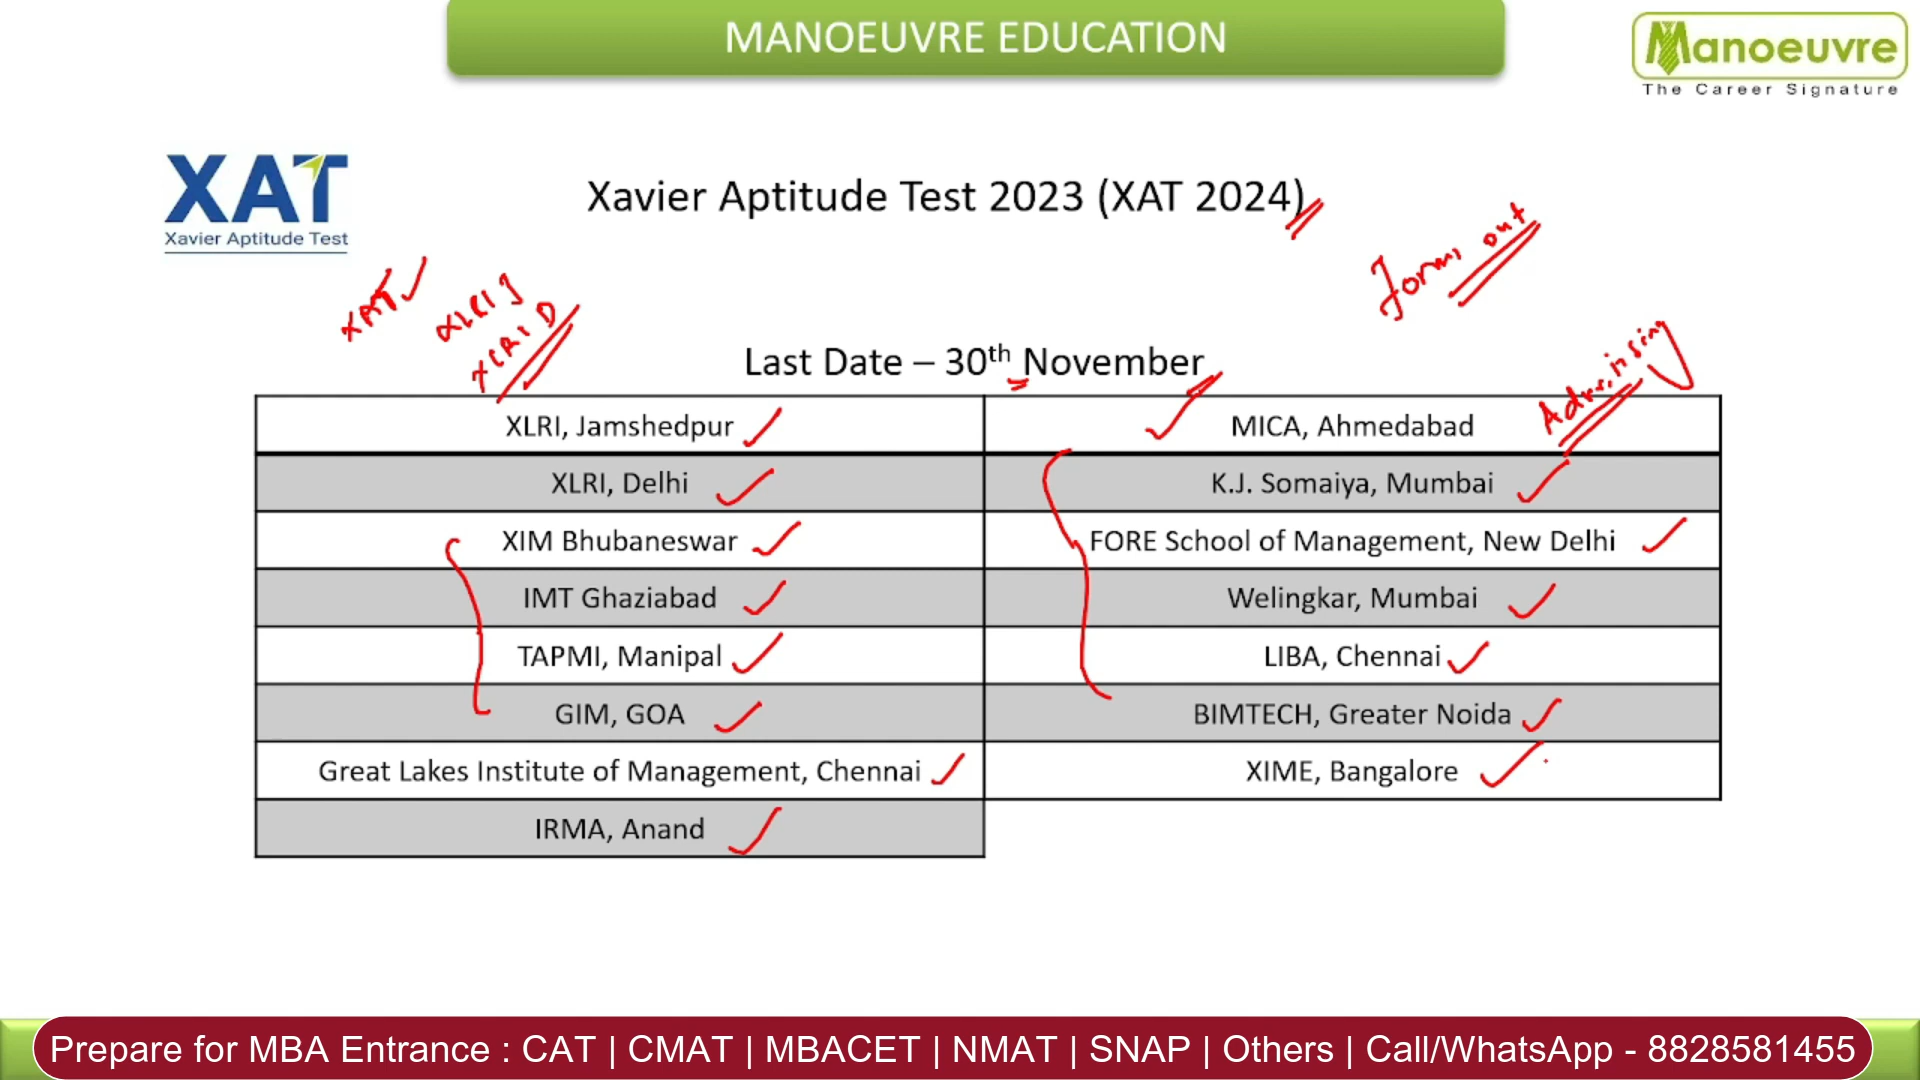 MANOEUVRE EDUCATION
Manoeuvre
The Career Signature
XAT
Xavier Aptitude Test
Xavier Aptitude Test 2023 (XAT 2024)
Forms out
XAT
XLRI J
XLRI D
Last Date – 30th November
XLRI, Jamshedpur
MICA, Ahmedabad
XLRI, Delhi
K.J. Somaiya, Mumbai
XIM Bhubaneswar
FORE School of Management, New Delhi
IMT Ghaziabad
Welingkar, Mumbai
TAPMI, Manipal
LIBA, Chennai
GIM, GOA
BIMTECH, Greater Noida
Great Lakes Institute of Management, Chennai
XIME, Bangalore
IRMA, Anand
Prepare for MBA Entrance : CAT | CMAT | MBACET | NMAT | SNAP | Others | Call/WhatsApp - 8828581455